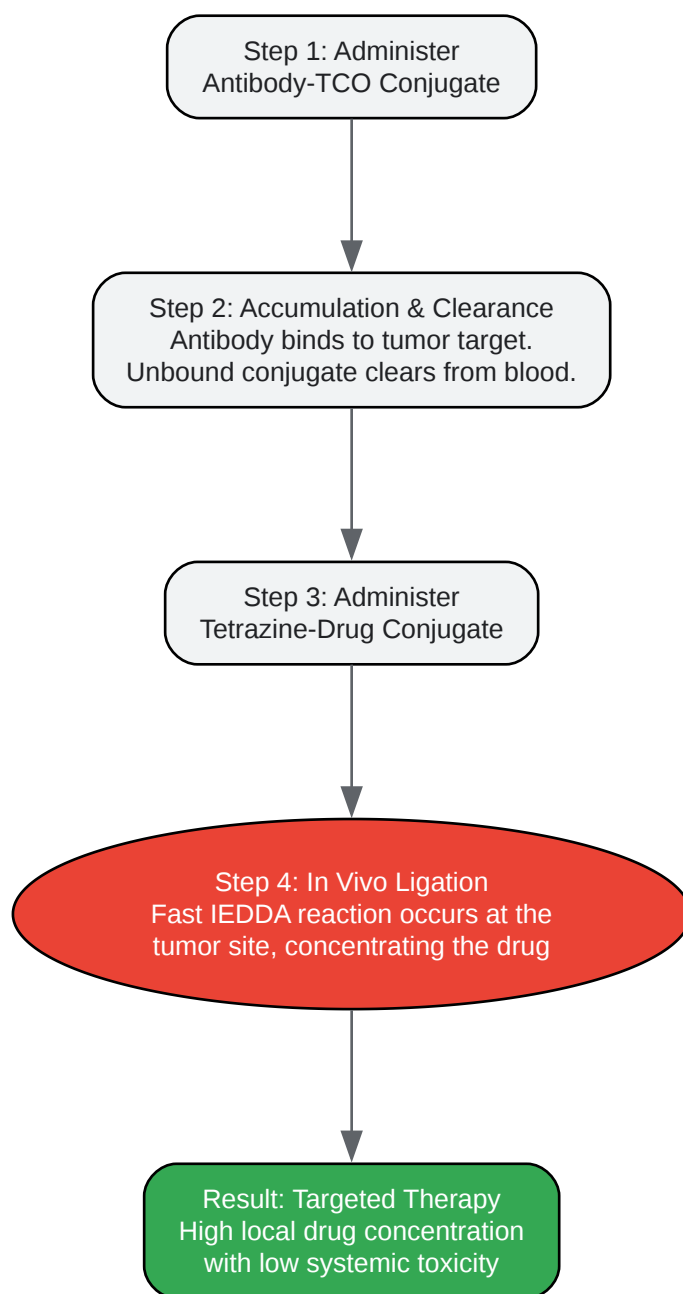 Step 1: Administer
Antibody-TCO Conjugate
Step 2: Accumulation & Clearance
Antibody binds to tumor target.
Unbound conjugate clears from blood.
Step 3: Administer
Tetrazine-Drug Conjugate
Step 4: In Vivo Ligation
Fast IEDDA reaction occurs at the
tumor site, concentrating the drug
Result: Targeted Therapy
High local drug concentration
with low systemic toxicity